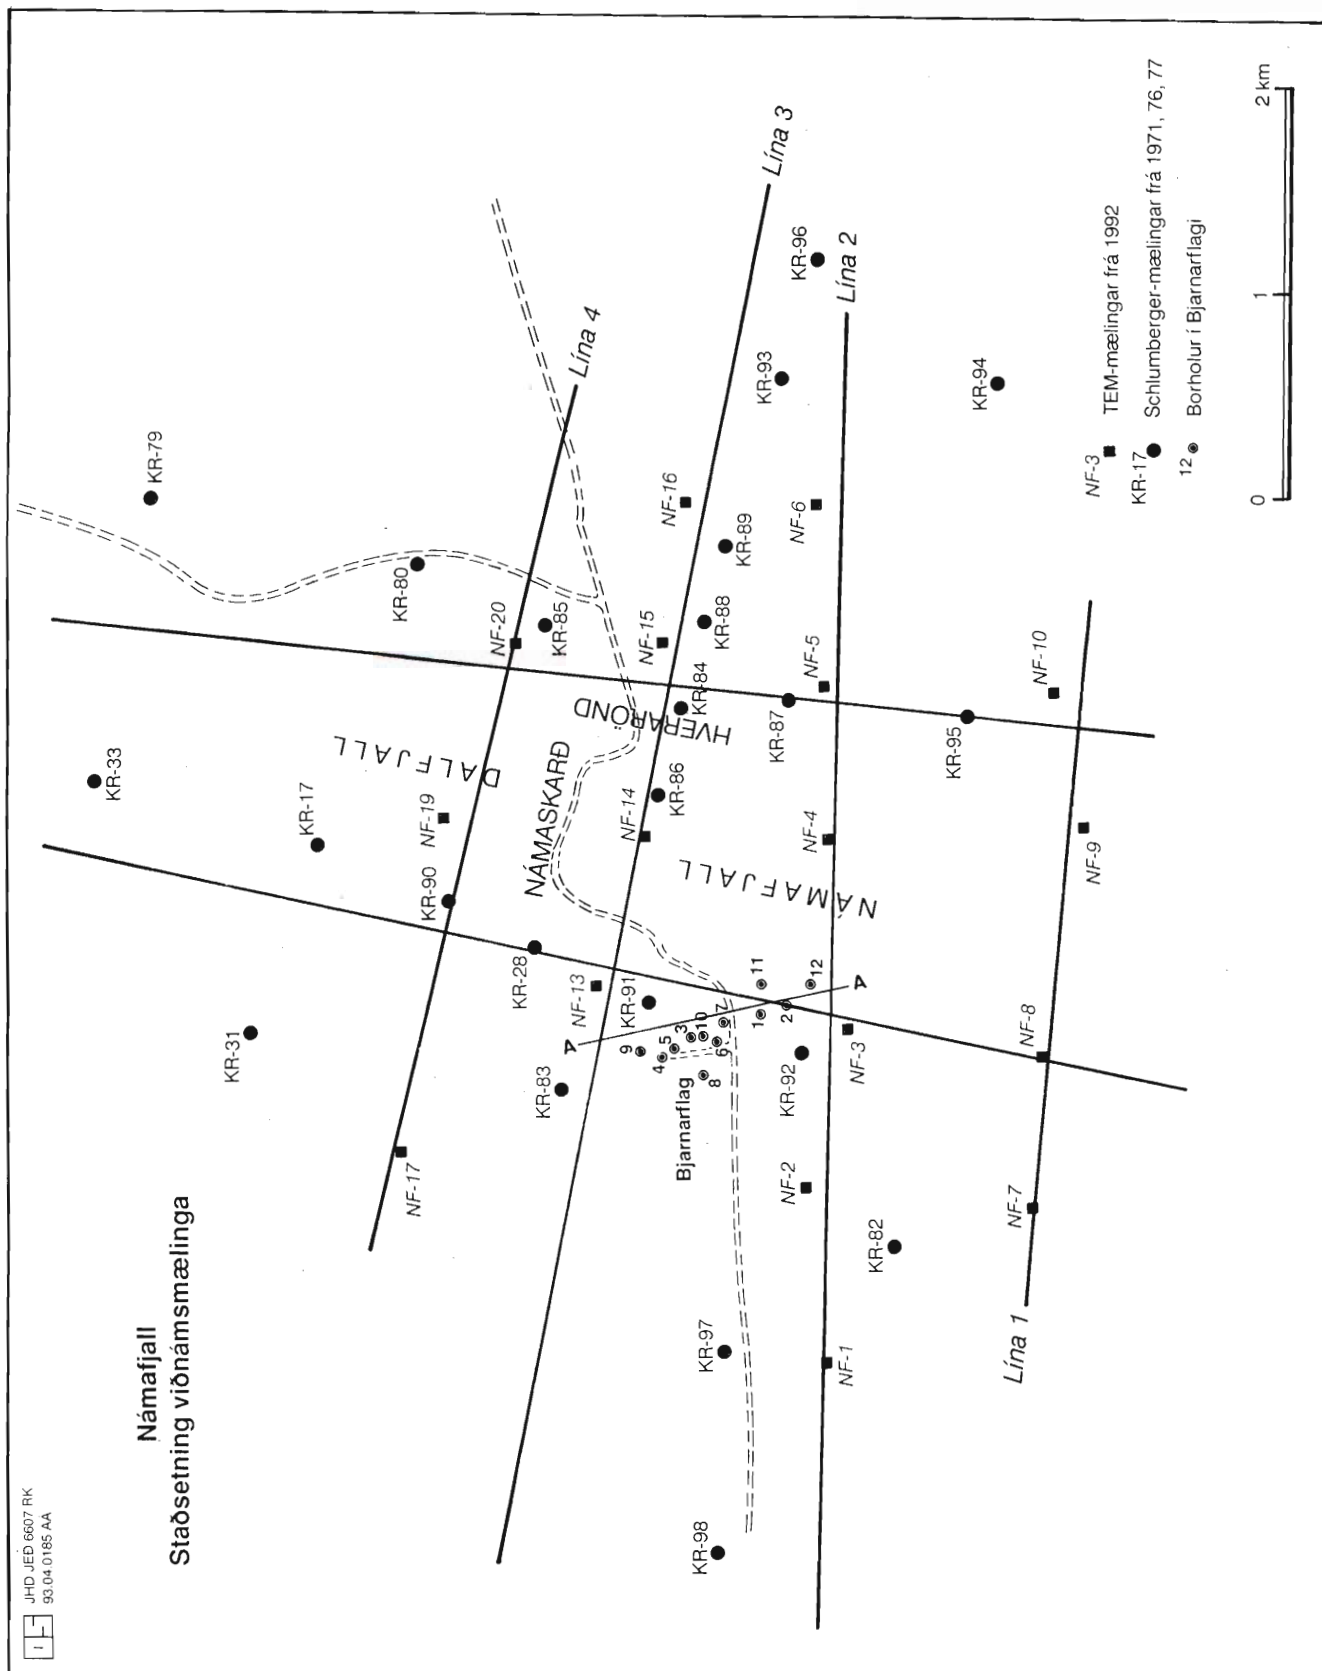 JHD JED 6607 RK
93.04.0185 AA
Námafjall
Staðsetning viðnámsmælinga
KR-33
KR-79
KR-31
KR-17
KR-80
NF-17
KR-90
NF-19
DALFJALL
NF-20
Lína 4
KR-28
NÁMASKARÐ
KR-85
KR-83
NF-13
A
KR-91
NF-14
KR-86
HVERARÖND
KR-84
NF-15
KR-88
NF-16
KR-89
Lína 3
Bjarnarflag
9
4
5
3
10
8
6
7
1
11
2
12
A
NÁMAFJALL
KR-98
KR-97
KR-92
KR-87
KR-93
KR-96
NF-1
NF-2
NF-3
NF-4
NF-5
NF-6
Lína 2
KR-82
KR-95
KR-94
Lína 1
NF-7
NF-8
NF-9
NF-10
NF-3 TEM-mælingar frá 1992
KR-17 Schlumberger-mælingar frá 1971, 76, 77
12 Borholur í Bjarnarflagi
0 1 2 km